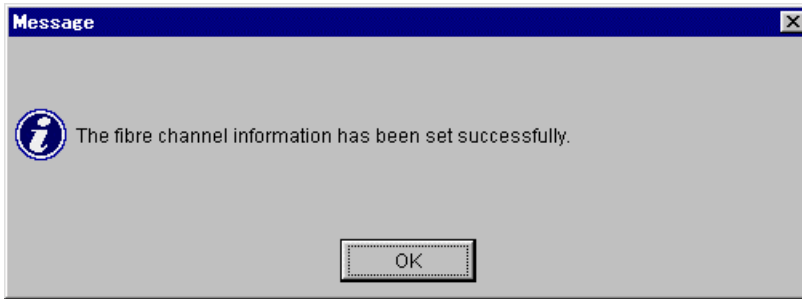 Message
The fibre channel information has been set successfully.
OK